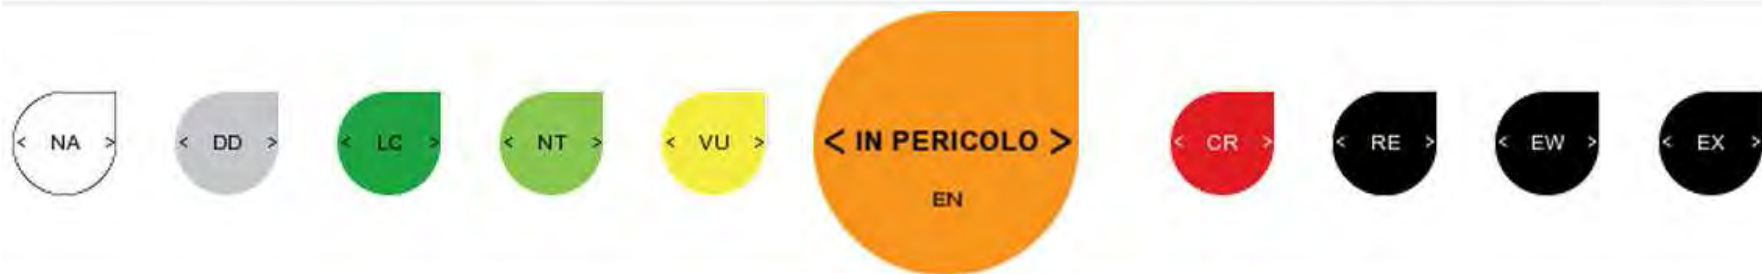 < NA >
< DD >
< LC >
< NT >
< VU >
< IN PERICOLO >
EN
< CR >
< RE >
< EW >
< EX >